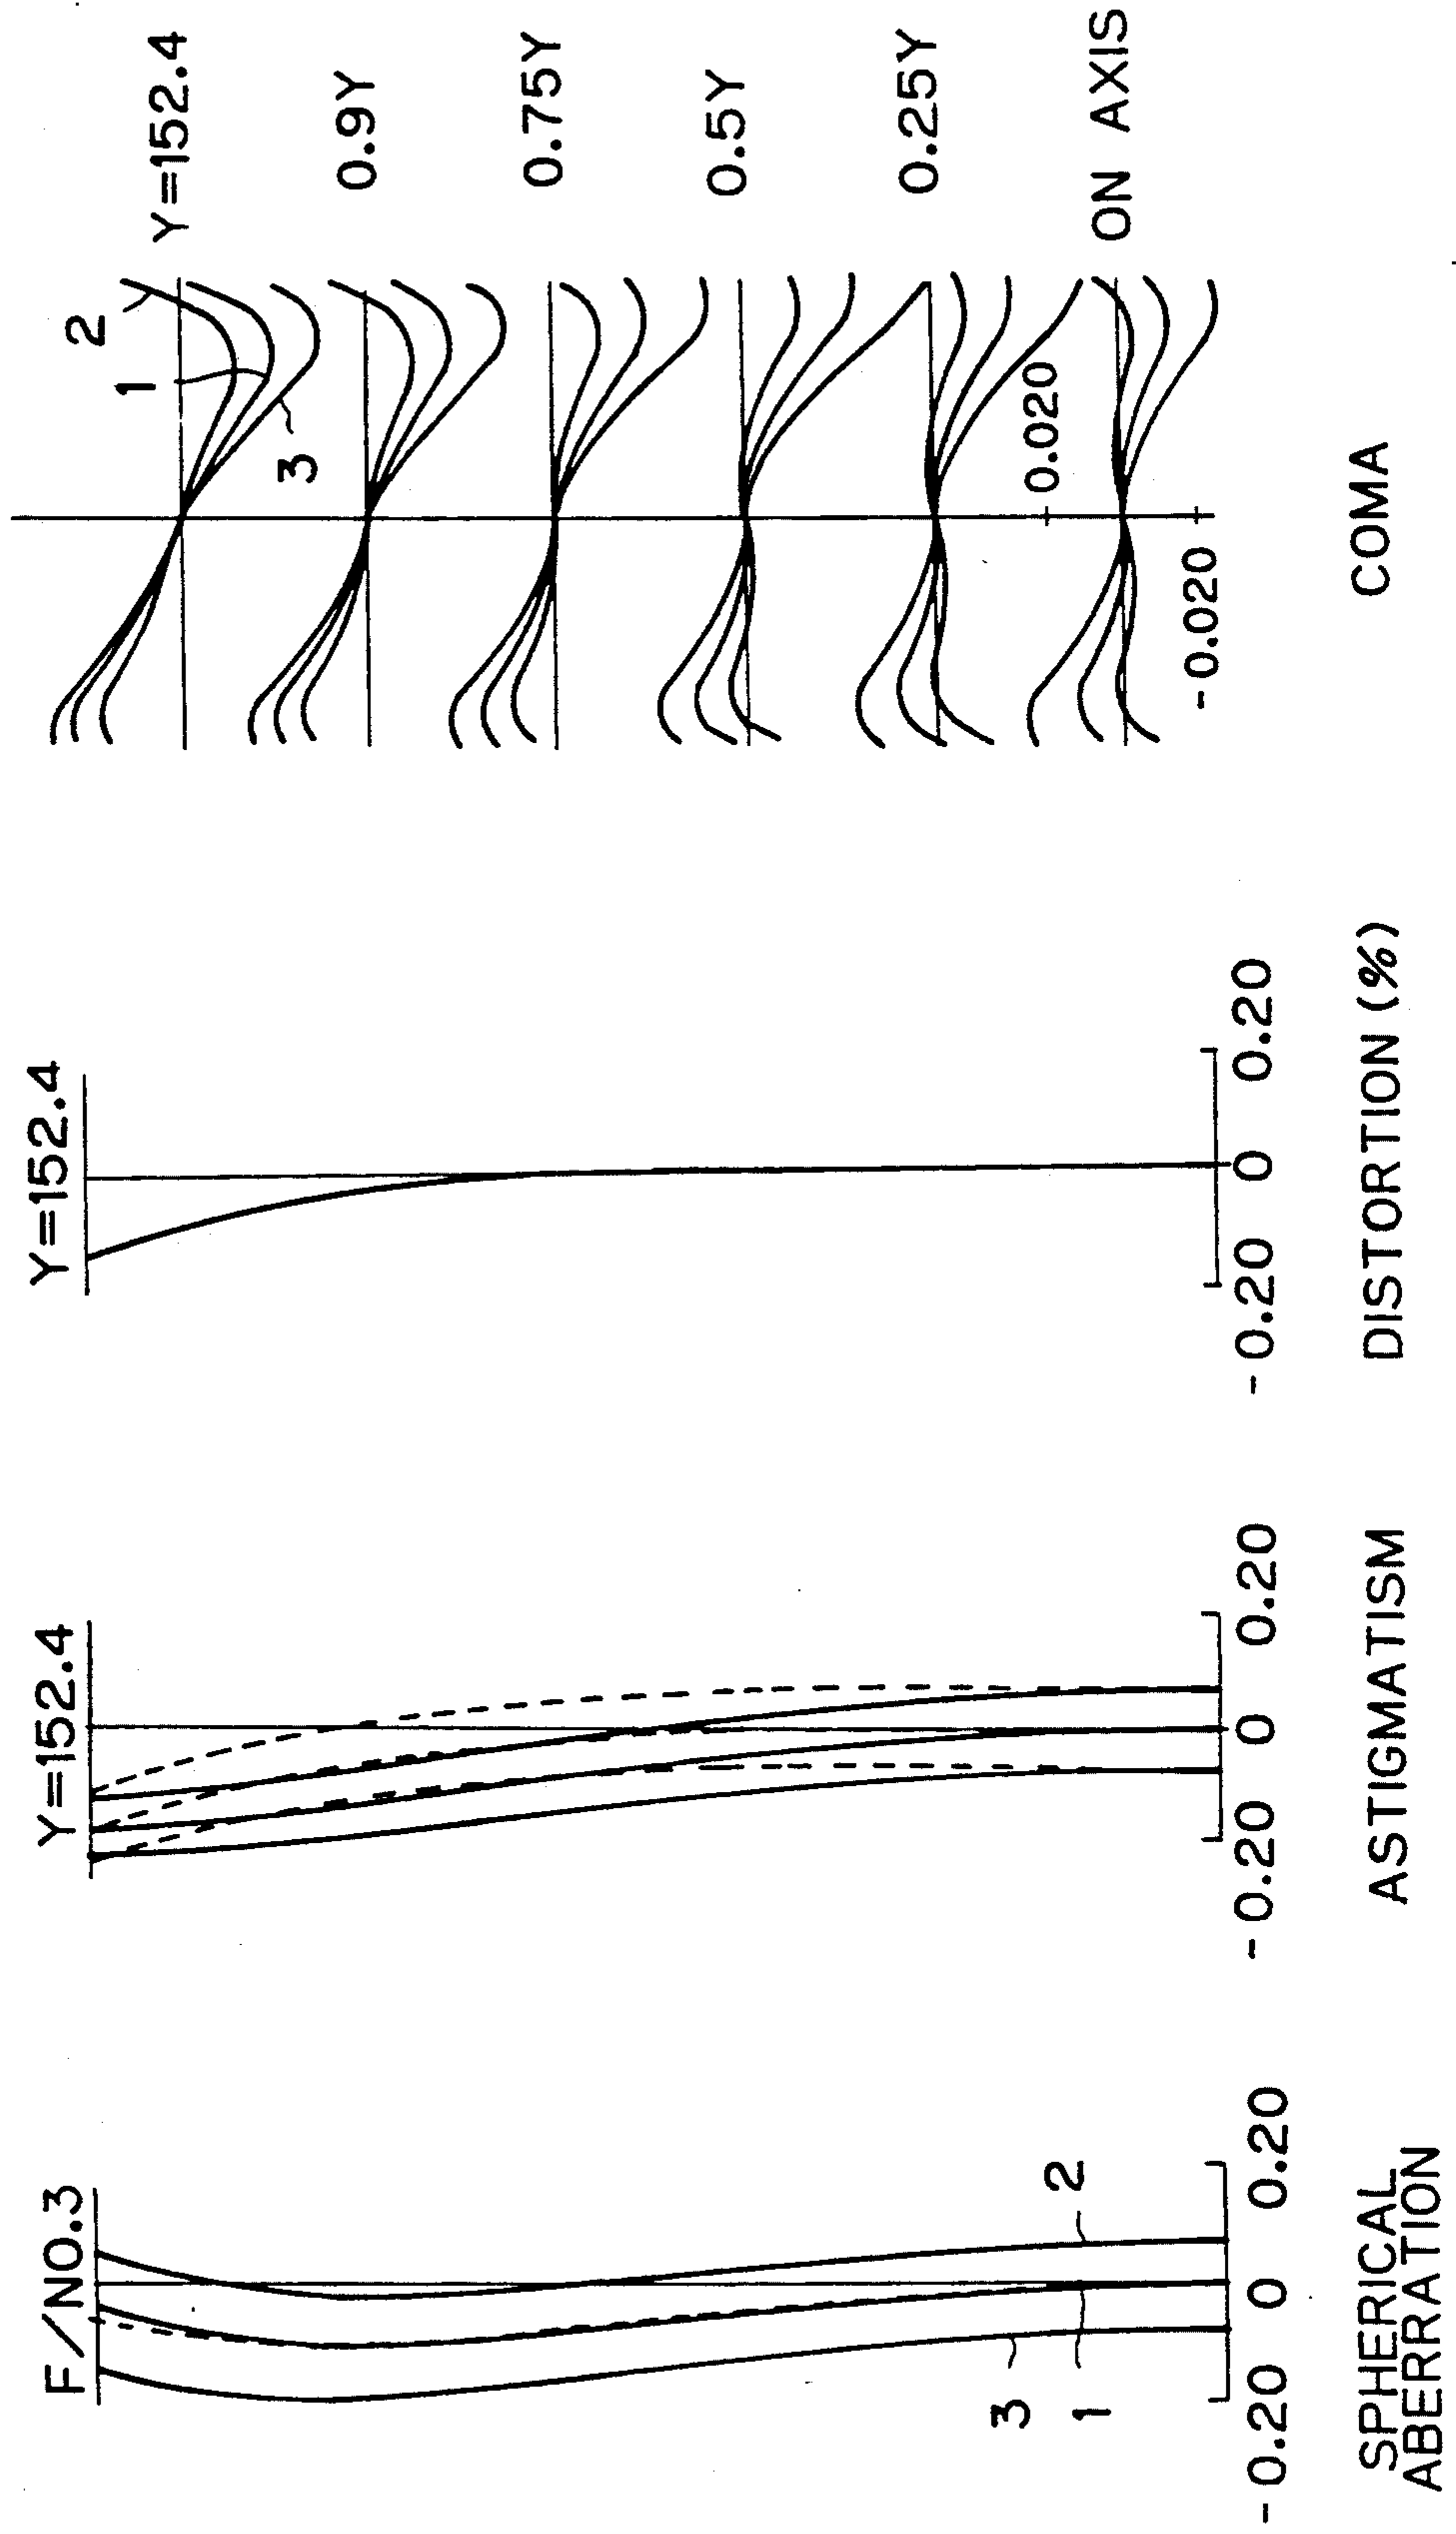 F/NO.3
3
1
2
-0.20 0 0.20
SPHERICAL
ABERRATION
Y=152.4
-0.20 0 0.20
ASTIGMATISM
Y=152.4
-0.20 0 0.20
DISTORTION (%)
2
1
3
Y=152.4
0.9Y
0.75Y
0.5Y
0.25Y
0.020
ON AXIS
-0.020
COMA